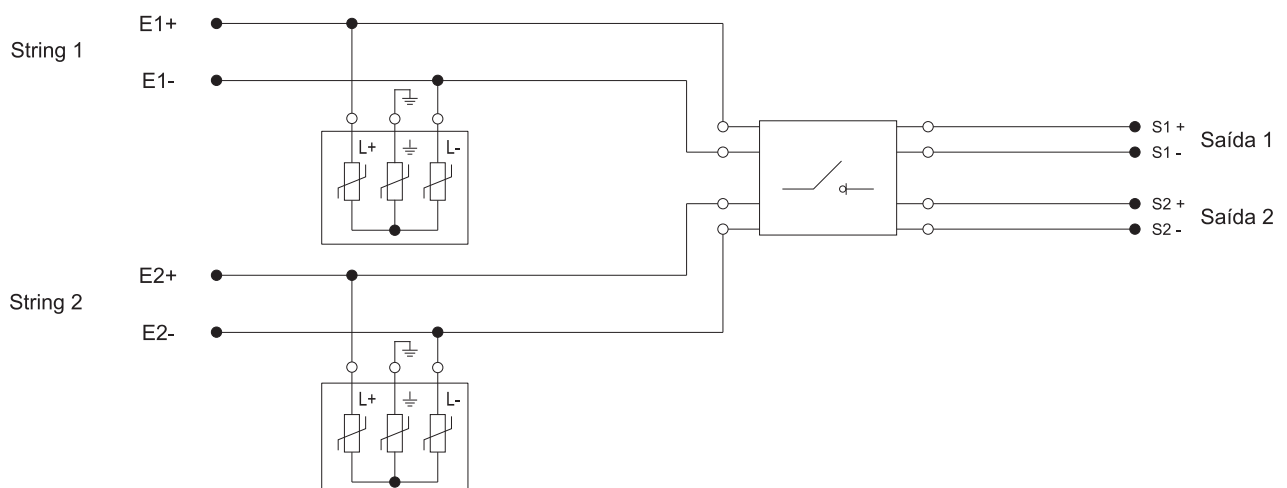 E1+
String 1
E1-
L+ L-
S1 +
S1 -
Saída 1
S2 +
S2 -
Saída 2
E2+
String 2
E2-
L+ L-